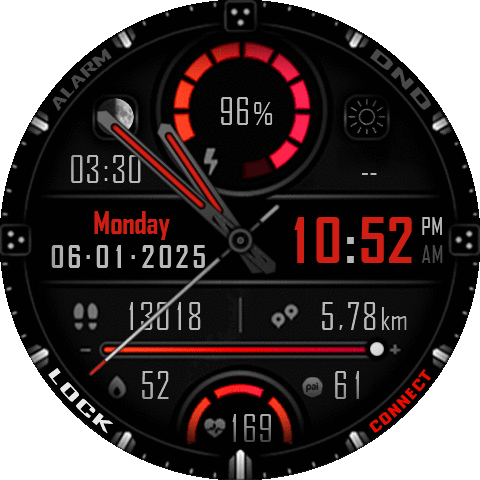 ALARM
DND
96%
03:30
--
Monday
06·01·2025
10:52
PM
AM
13018
5,78km
-
+
52
pai
61
LOCK
CONNECT
169